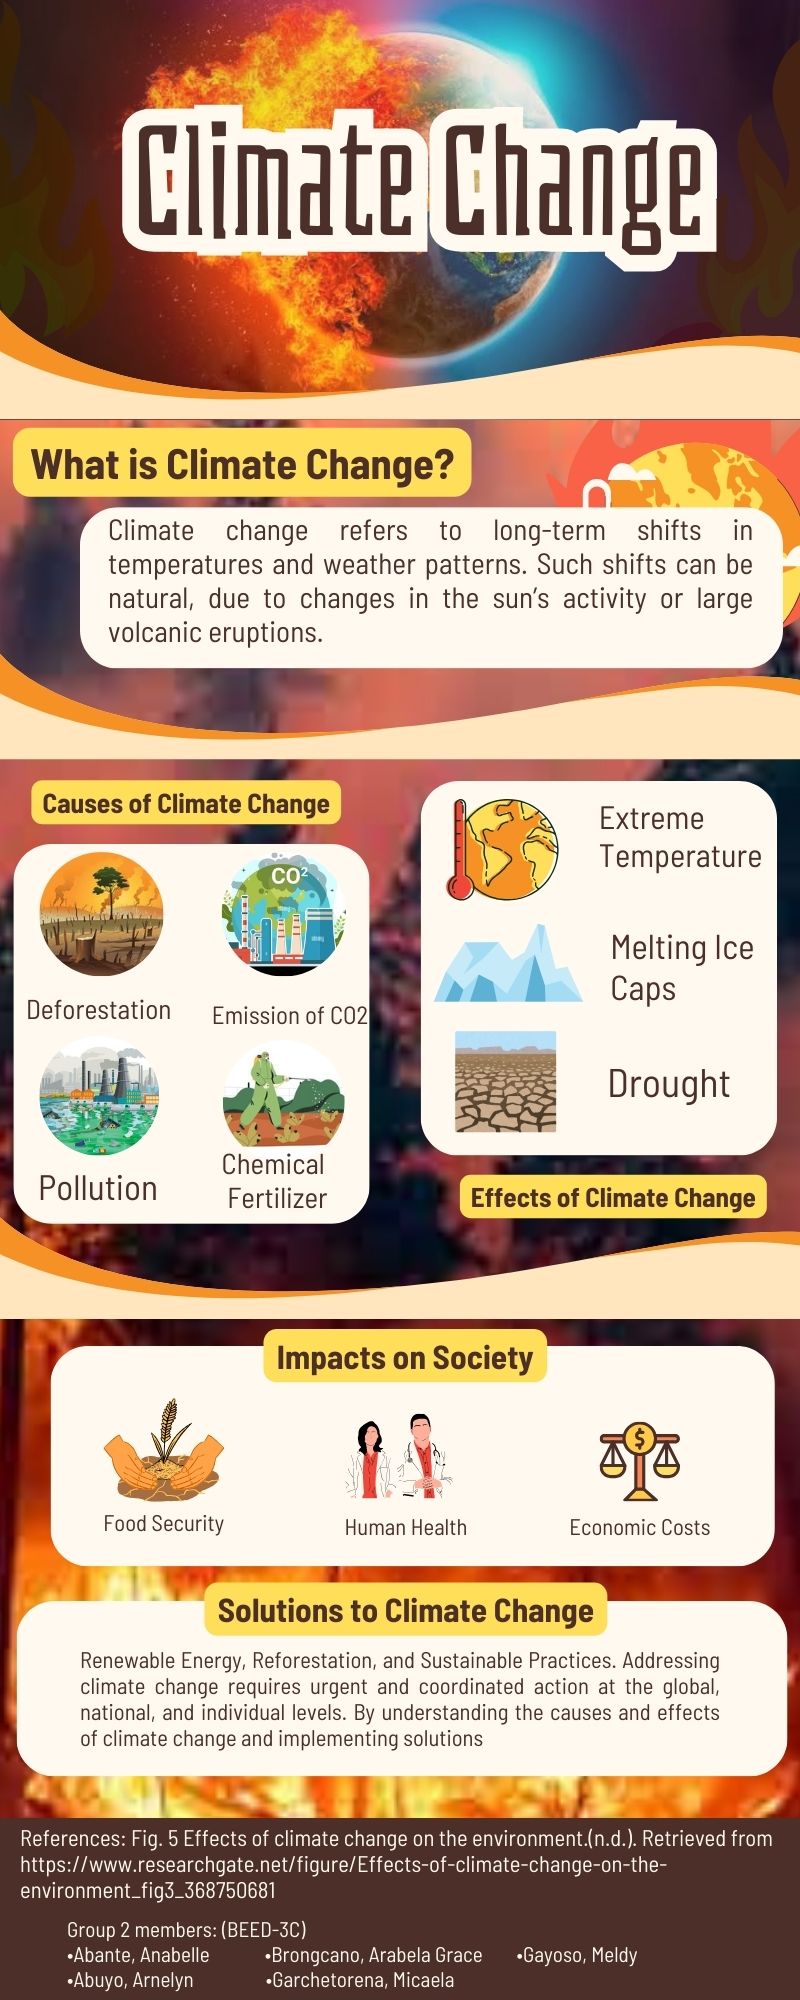 Climate Change
What is Climate Change?
Climate change refers to long-term shifts in
temperatures and weather patterns. Such shifts can be
natural, due to changes in the sun’s activity or large
volcanic eruptions.
Causes of Climate Change
CO²
Deforestation
Emission of CO2
Pollution
Chemical
Fertilizer
Extreme
Temperature
Melting Ice
Caps
Drought
Effects of Climate Change
Impacts on Society
$
Food Security
Human Health
Economic Costs
Solutions to Climate Change
Renewable Energy, Reforestation, and Sustainable Practices. Addressing
climate change requires urgent and coordinated action at the global,
national, and individual levels. By understanding the causes and effects
of climate change and implementing solutions
References: Fig. 5 Effects of climate change on the environment.(n.d.). Retrieved from
https://www.researchgate.net/figure/Effects-of-climate-change-on-the-
environment_fig3_368750681
Group 2 members: (BEED-3C)
•Abante, Anabelle •Brongcano, Arabela Grace •Gayoso, Meldy
•Abuyo, Arnelyn •Garchetorena, Micaela